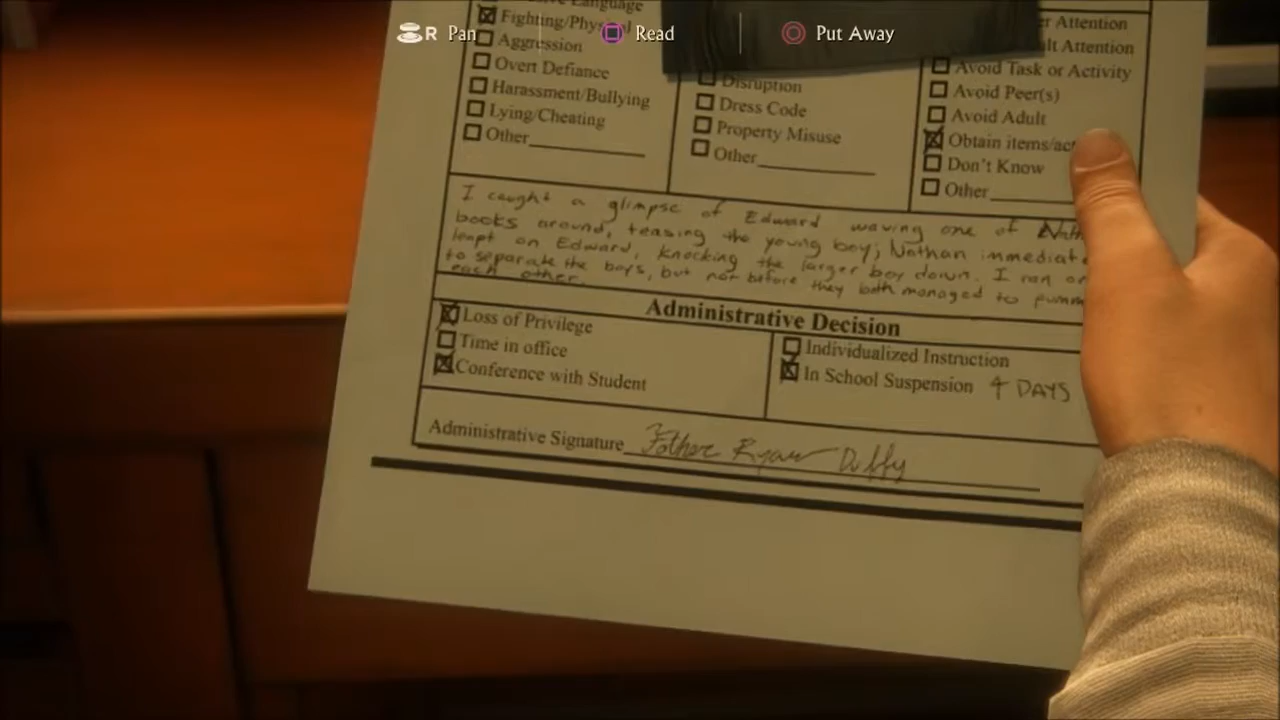 R Pan
Read
Put Away
Language
Fighting/Phys
Aggression
Overt Defiance
Harassment/Bullying
Lying/Cheating
Other
Disruption
Dress Code
Property Misuse
Other
Attention
Attention
Avoid Task or Activity
Avoid Peer(s)
Avoid Adult
Obtain items/act
Don't Know
Other
I caught a glimpse of Edward waving one of
books around, teasing the young boy; Nathan immediate
leapt on Edward, knocking the larger boy down. I ran
to separate the boys, but not before they both managed to pumm
each other.
Administrative Decision
Loss of Privilege
Time in office
Conference with Student
Individualized Instruction
In School Suspension 4 DAYS
Administrative Signature Father Ryan Duffy